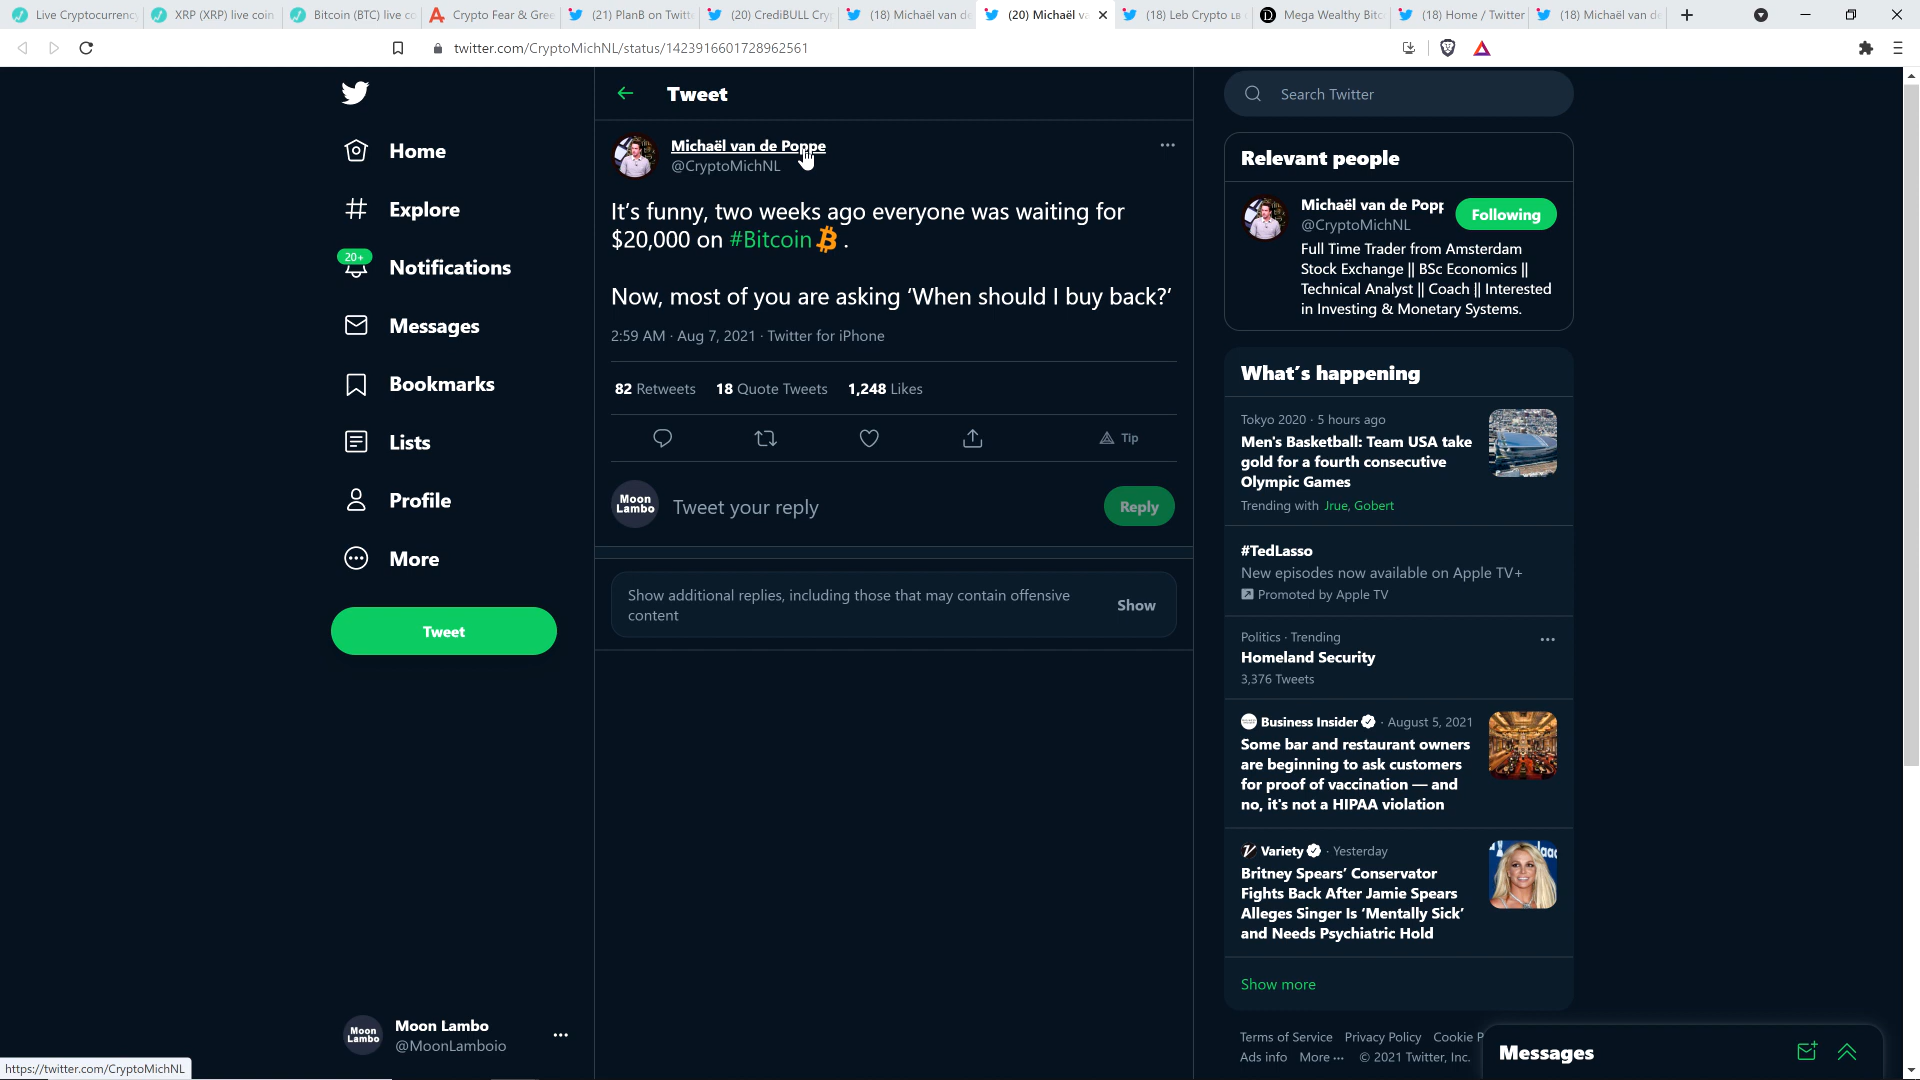 Live Cryptocurrency
XRP (XRP) live coin
Bitcoin (BTC) live co
Crypto Fear & Gree
(21) PlanB on Twitt
(20) CrediBULL Cry
(18) Michaël van de
(20) Michaël va
(18) Leb Crypto LB
Mega Wealthy Bitc
(18) Home / Twitter
(18) Michaël van de
twitter.com/CryptoMichNL/status/1423916601728962561
Home
Explore
20+
Notifications
Messages
Bookmarks
Lists
Profile
More
Tweet
Moon Lambo
Moon Lambo
@MoonLamboio
https://twitter.com/CryptoMichNL
Tweet
Michaël van de Poppe
@CryptoMichNL
It's funny, two weeks ago everyone was waiting for
$20,000 on #Bitcoin .
Now, most of you are asking ‘When should I buy back?’
2:59 AM · Aug 7, 2021 · Twitter for iPhone
82 Retweets 18 Quote Tweets 1,248 Likes
Tip
Moon Lambo
Tweet your reply
Reply
Show additional replies, including those that may contain offensive
content
Show
Search Twitter
Relevant people
Michaël van de Popp
@CryptoMichNL
Following
Full Time Trader from Amsterdam
Stock Exchange || BSc Economics ||
Technical Analyst || Coach || Interested
in Investing & Monetary Systems.
What's happening
Tokyo 2020 · 5 hours ago
Men's Basketball: Team USA take
gold for a fourth consecutive
Olympic Games
Trending with Jrue, Gobert
#TedLasso
New episodes now available on Apple TV+
Promoted by Apple TV
Politics · Trending
Homeland Security
3,376 Tweets
Business Insider · August 5, 2021
Some bar and restaurant owners
are beginning to ask customers
for proof of vaccination — and
no, it's not a HIPAA violation
Variety · Yesterday
Britney Spears’ Conservator
Fights Back After Jamie Spears
Alleges Singer Is ‘Mentally Sick’
and Needs Psychiatric Hold
Show more
Terms of Service Privacy Policy Cookie P
Ads info More ··· © 2021 Twitter, Inc.
Messages